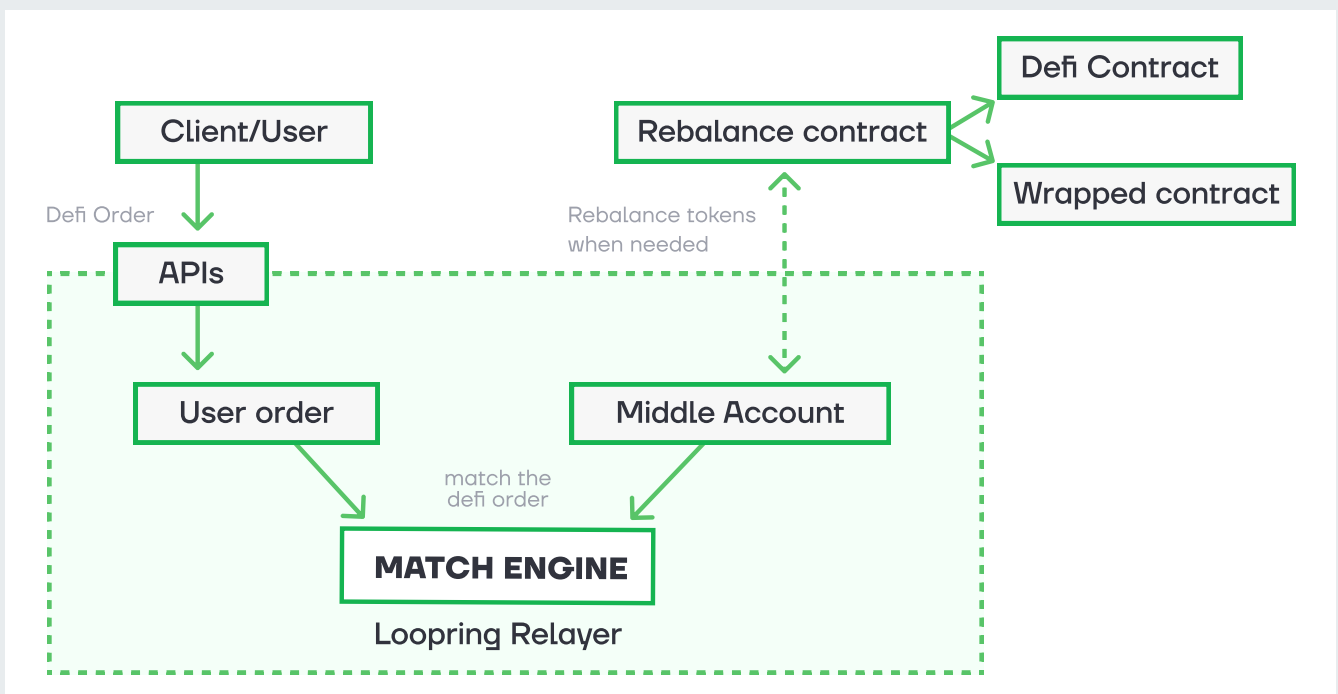 Defi Contract
Client/User
Rebalance contract
Wrapped contract
Defi Order
Rebalance tokens
when needed
APIs
User order
Middle Account
match the
defi order
MATCH ENGINE
Loopring Relayer